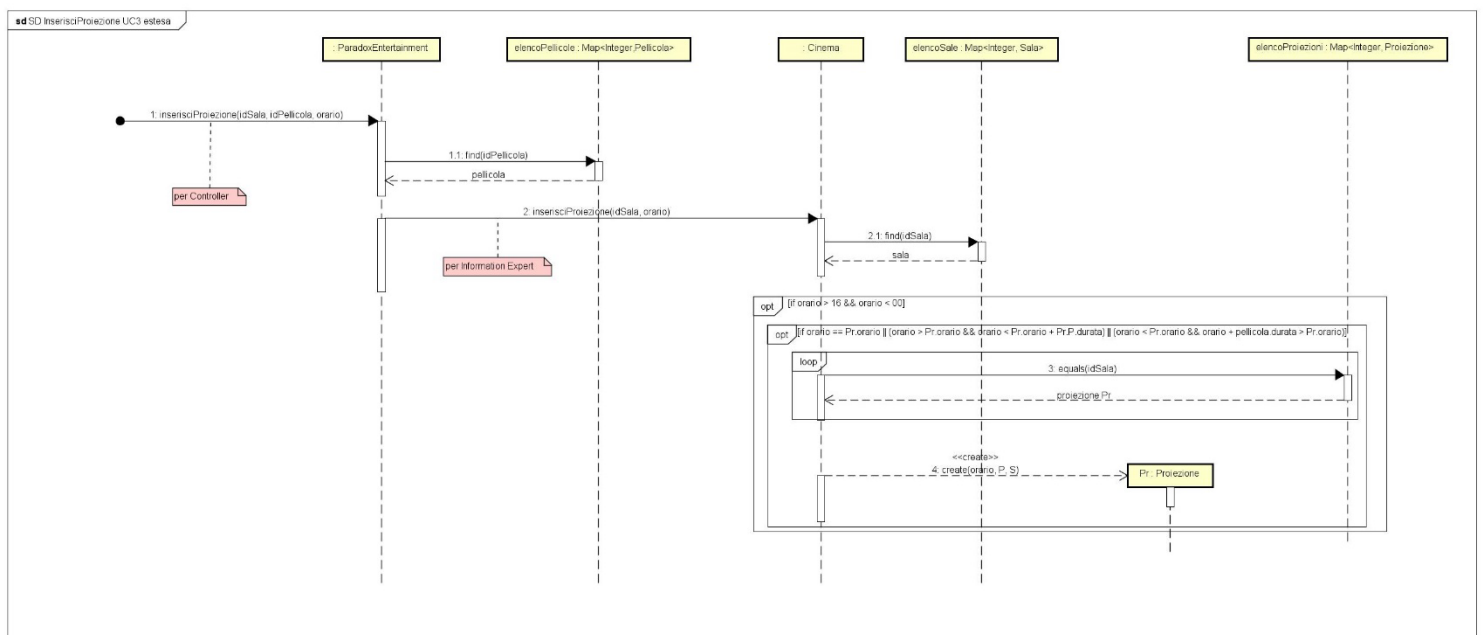 sd SD InserisciProiezione UC3 estesa
: ParadoxEntertainment
elencoPellicole : Map<Integer,Pellicola>
: Cinema
elencoSale : Map<Integer, Sala>
elencoProiezioni : Map<Integer, Proiezione>
1: inserisciProiezione(idSala, idPellicola, orario)
1.1: find(idPellicola)
pellicola
per Controller
2: inserisciProiezione(idSala, orario)
2.1: find(idSala)
sala
per Information Expert
opt [if orario > 16 && orario < 00]
opt [if orario == Pr.orario || (orario > Pr.orario && orario < Pr.orario + Pr.P.durata) || (orario < Pr.orario && orario + pellicola.durata > Pr.orario)]
loop
3: equals(idSala)
proiezione Pr
<<create>>
4: create(orario, P, S)
Pr : Proiezione